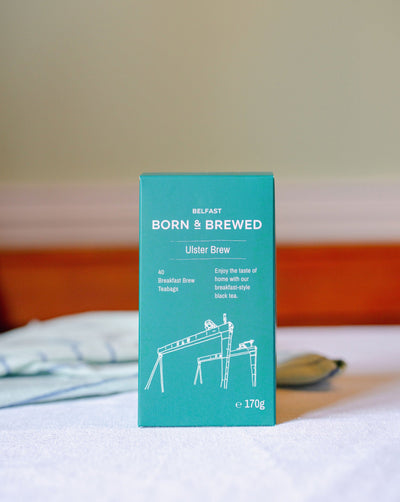 BELFAST
BORN & BREWED
Ulster Brew
40
Breakfast Brew
Teabags
Enjoy the taste of
home with our
breakfast-style
black tea.
℮ 170g